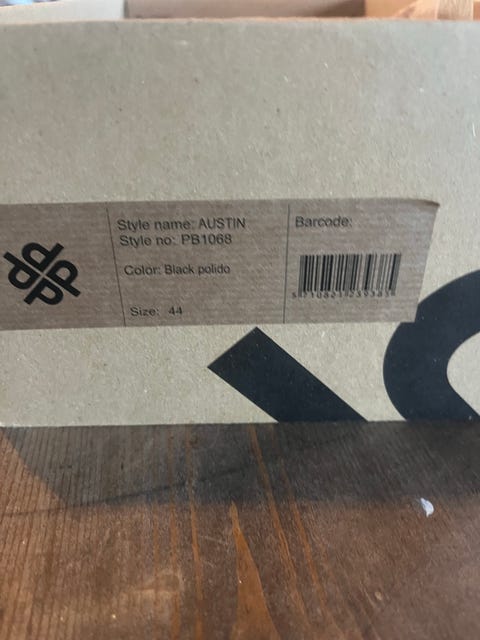 Style name: AUSTIN
Style no: PB1068
Color: Black polido
Size: 44
Barcode: